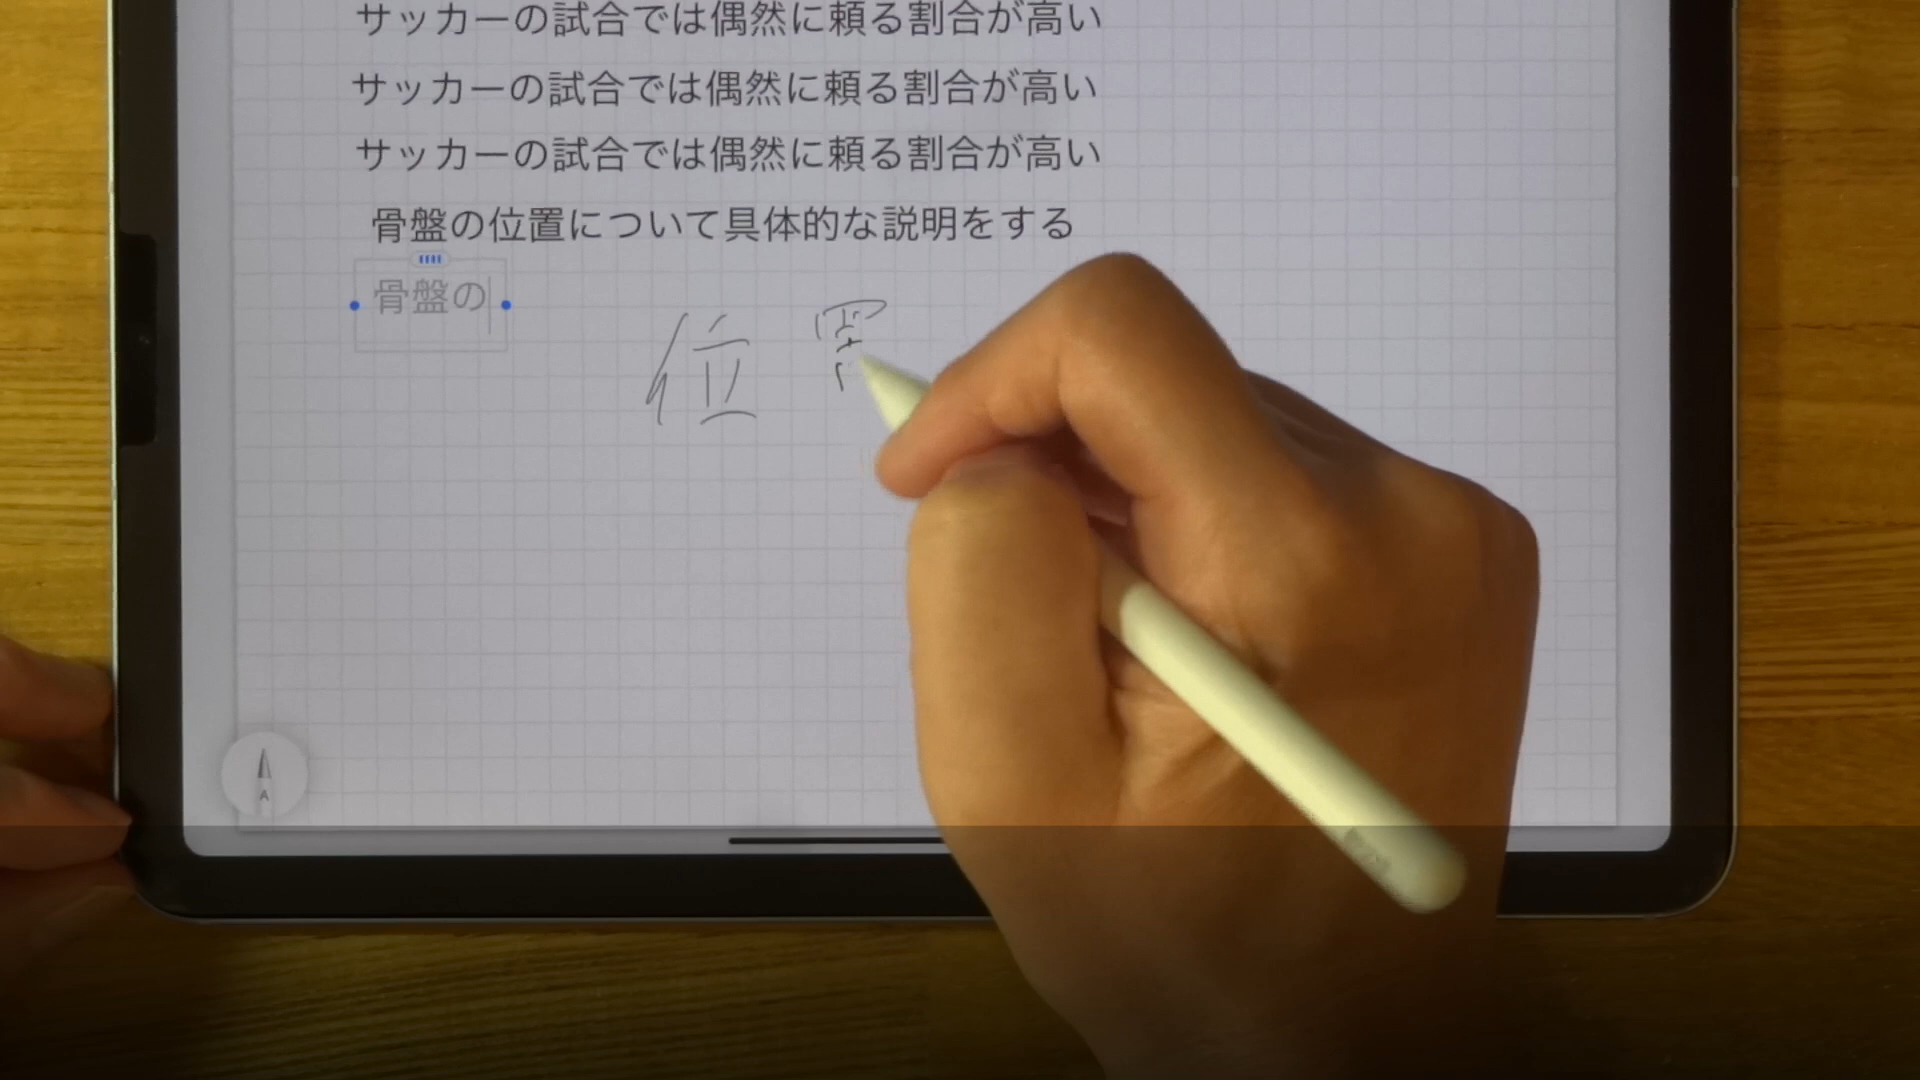 サッカーの試合では偶然に頼る割合が高い
サッカーの試合では偶然に頼る割合が高い
サッカーの試合では偶然に頼る割合が高い
骨盤の位置について具体的な説明をする
骨盤の
位
A